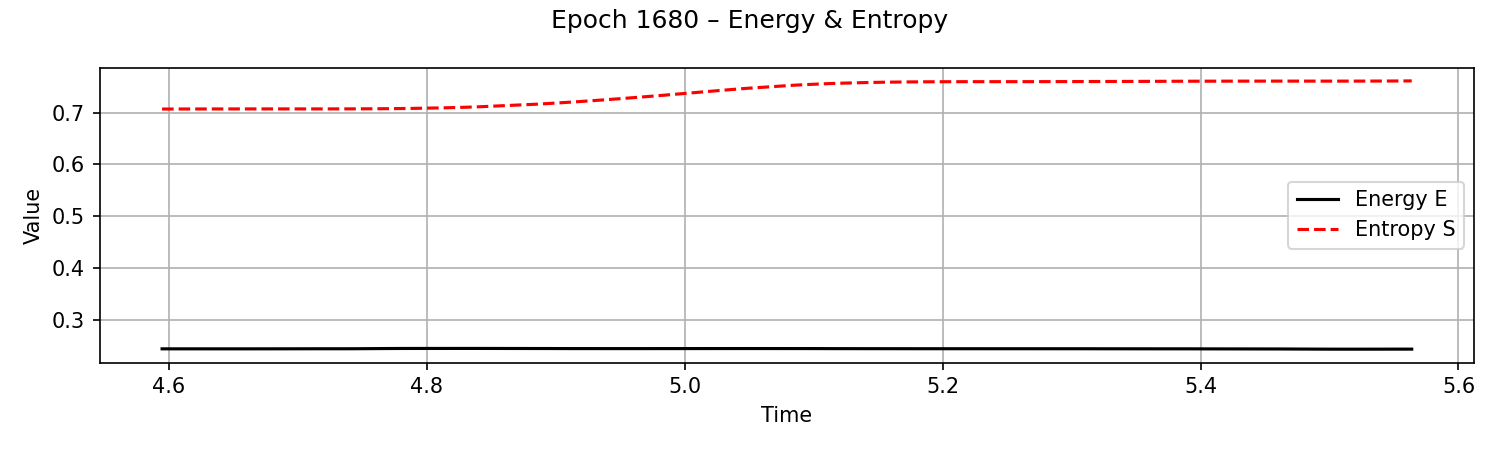 Epoch 1680 – Energy & Entropy
Value
0.7
0.6
0.5
0.4
0.3
Energy E
Entropy S
4.6 4.8 5.0 5.2 5.4 5.6
Time